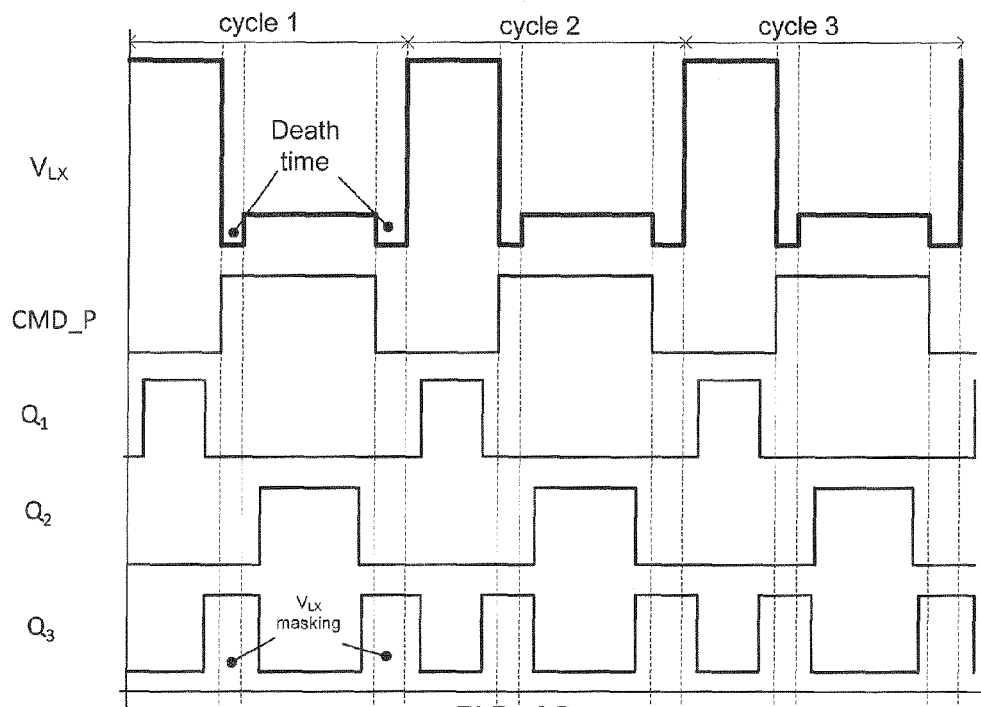 cycle 1
cycle 2
cycle 3
VLX
Death
time
CMD_P
Q1
Q2
Q3
VLX
masking